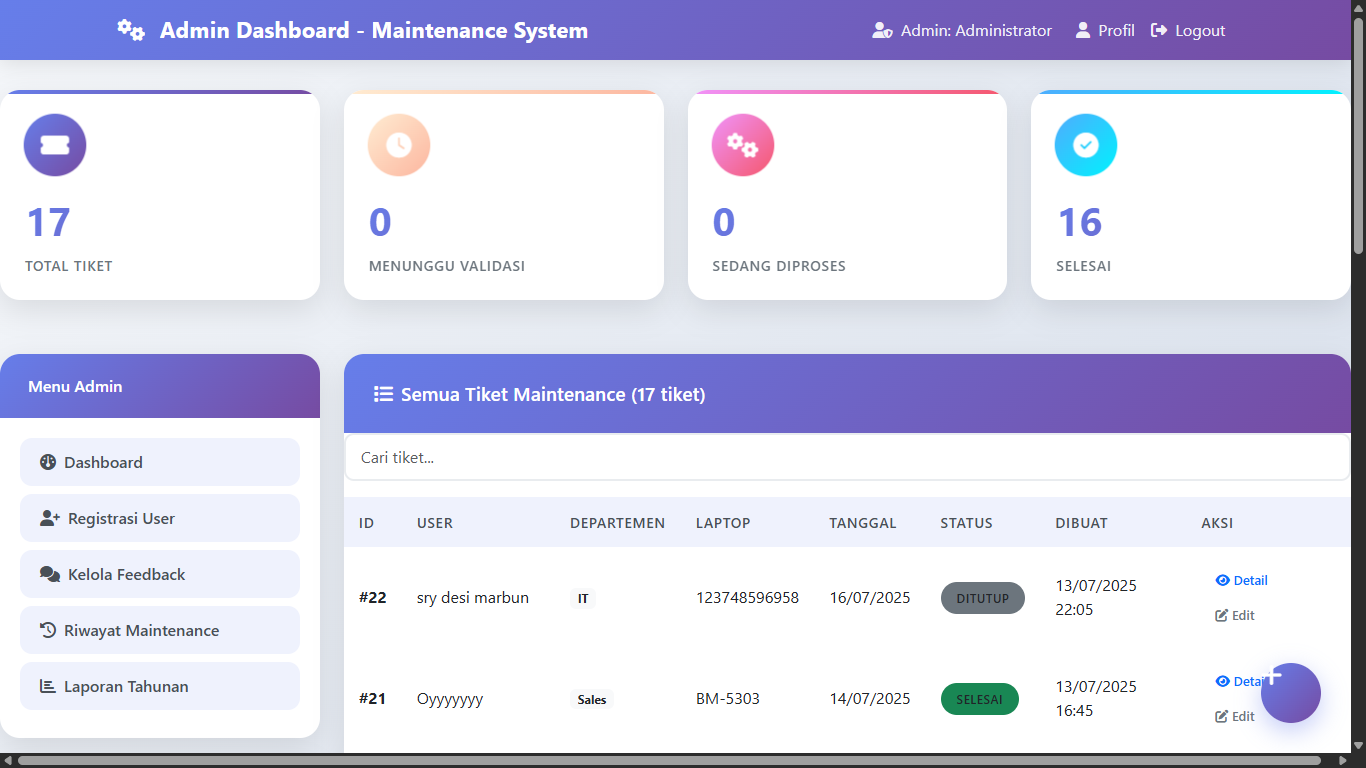 Admin Dashboard - Maintenance System
Admin: Administrator Profil Logout
17
TOTAL TIKET
0
MENUNGGU VALIDASI
0
SEDANG DIPROSES
16
SELESAI
Menu Admin
Dashboard
Registrasi User
Kelola Feedback
Riwayat Maintenance
Laporan Tahunan
Semua Tiket Maintenance (17 tiket)
Cari tiket...
ID USER DEPARTEMEN LAPTOP TANGGAL STATUS DIBUAT AKSI
#22 sry desi marbun IT 123748596958 16/07/2025 DITUTUP 13/07/2025 22:05 Detail
Edit
#21 Oyyyyyyy Sales BM-5303 14/07/2025 SELESAI 13/07/2025 16:45 Detail
Edit